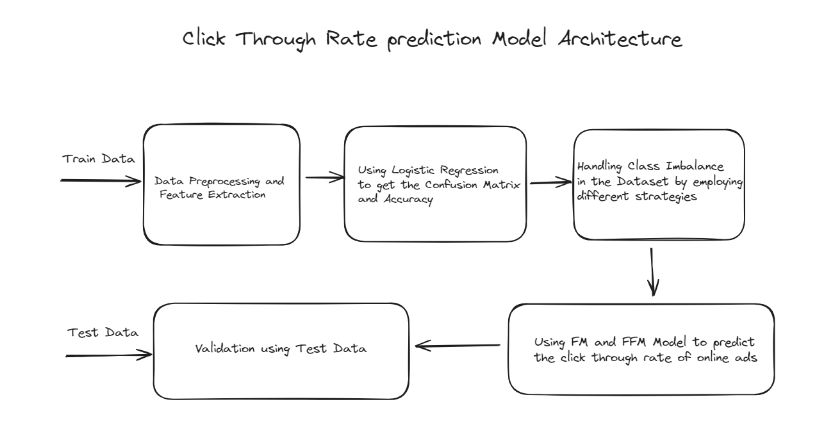 Click Through Rate prediction Model Architecture
Train Data
Data Preprocessing and
Feature Extraction
Using Logistic Regression
to get the Confusion Matrix
and Accuracy
Handling Class Imbalance
in the Dataset by employing
different strategies
Test Data
Validation using Test Data
Using FM and FFM Model to predict
the click through rate of online ads